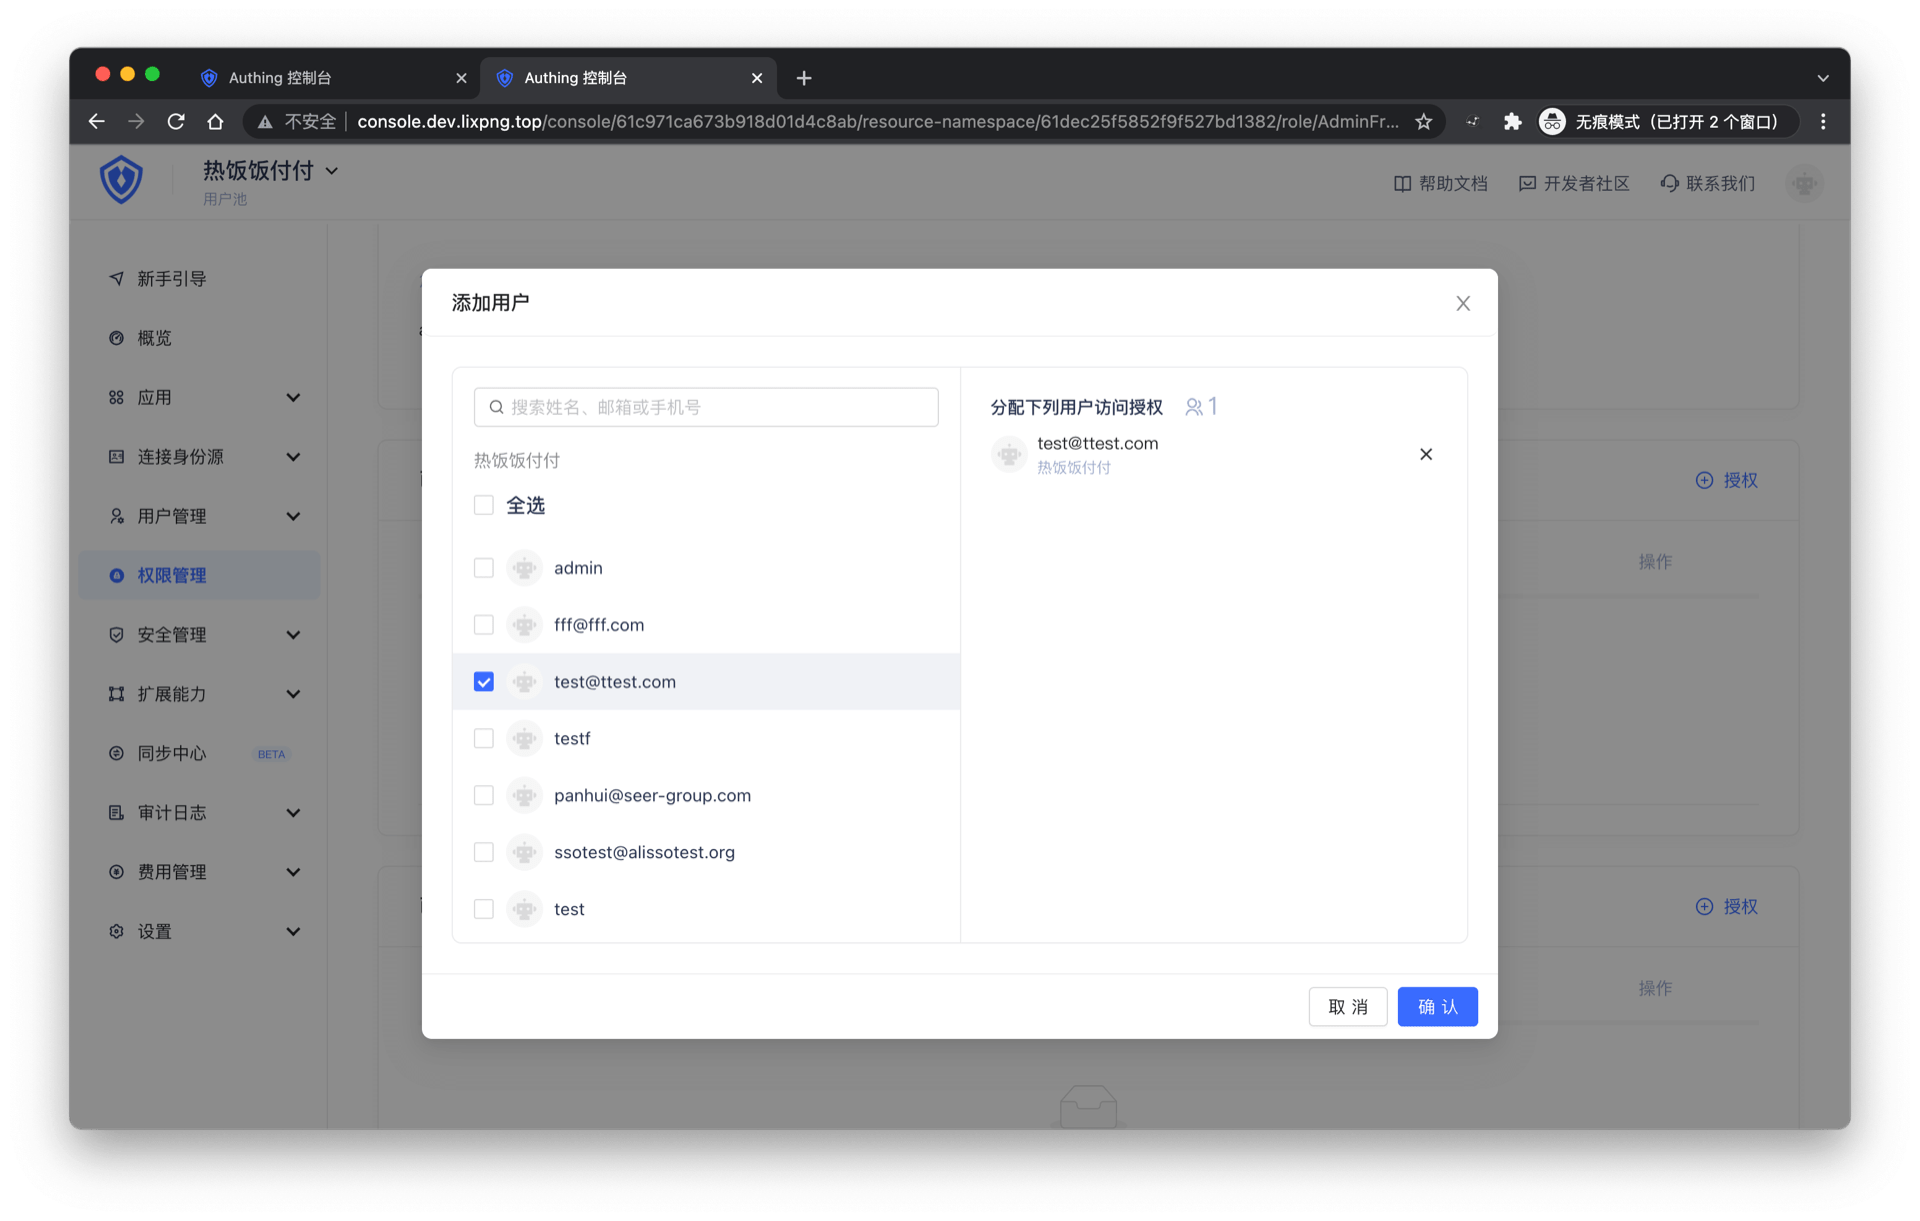 Authing 控制台
Authing 控制台
不安全
console.dev.lixpng.top/console/61c971ca673b918d01d4c8ab/resource-namespace/61dec25f5852f9f527bd1382/role/AdminFr...
无痕模式（已打开 2 个窗口）
热饭饭付付
用户池
帮助文档
开发者社区
联系我们
新手引导
概览
应用
连接身份源
用户管理
权限管理
安全管理
扩展能力
同步中心
BETA
审计日志
费用管理
设置
添加用户
搜索姓名、邮箱或手机号
热饭饭付付
全选
admin
fff@fff.com
test@ttest.com
testf
panhui@seer-group.com
ssotest@alissotest.org
test
分配下列用户访问授权 1
test@ttest.com
热饭饭付付
取 消
确 认
授权
操作
授权
操作